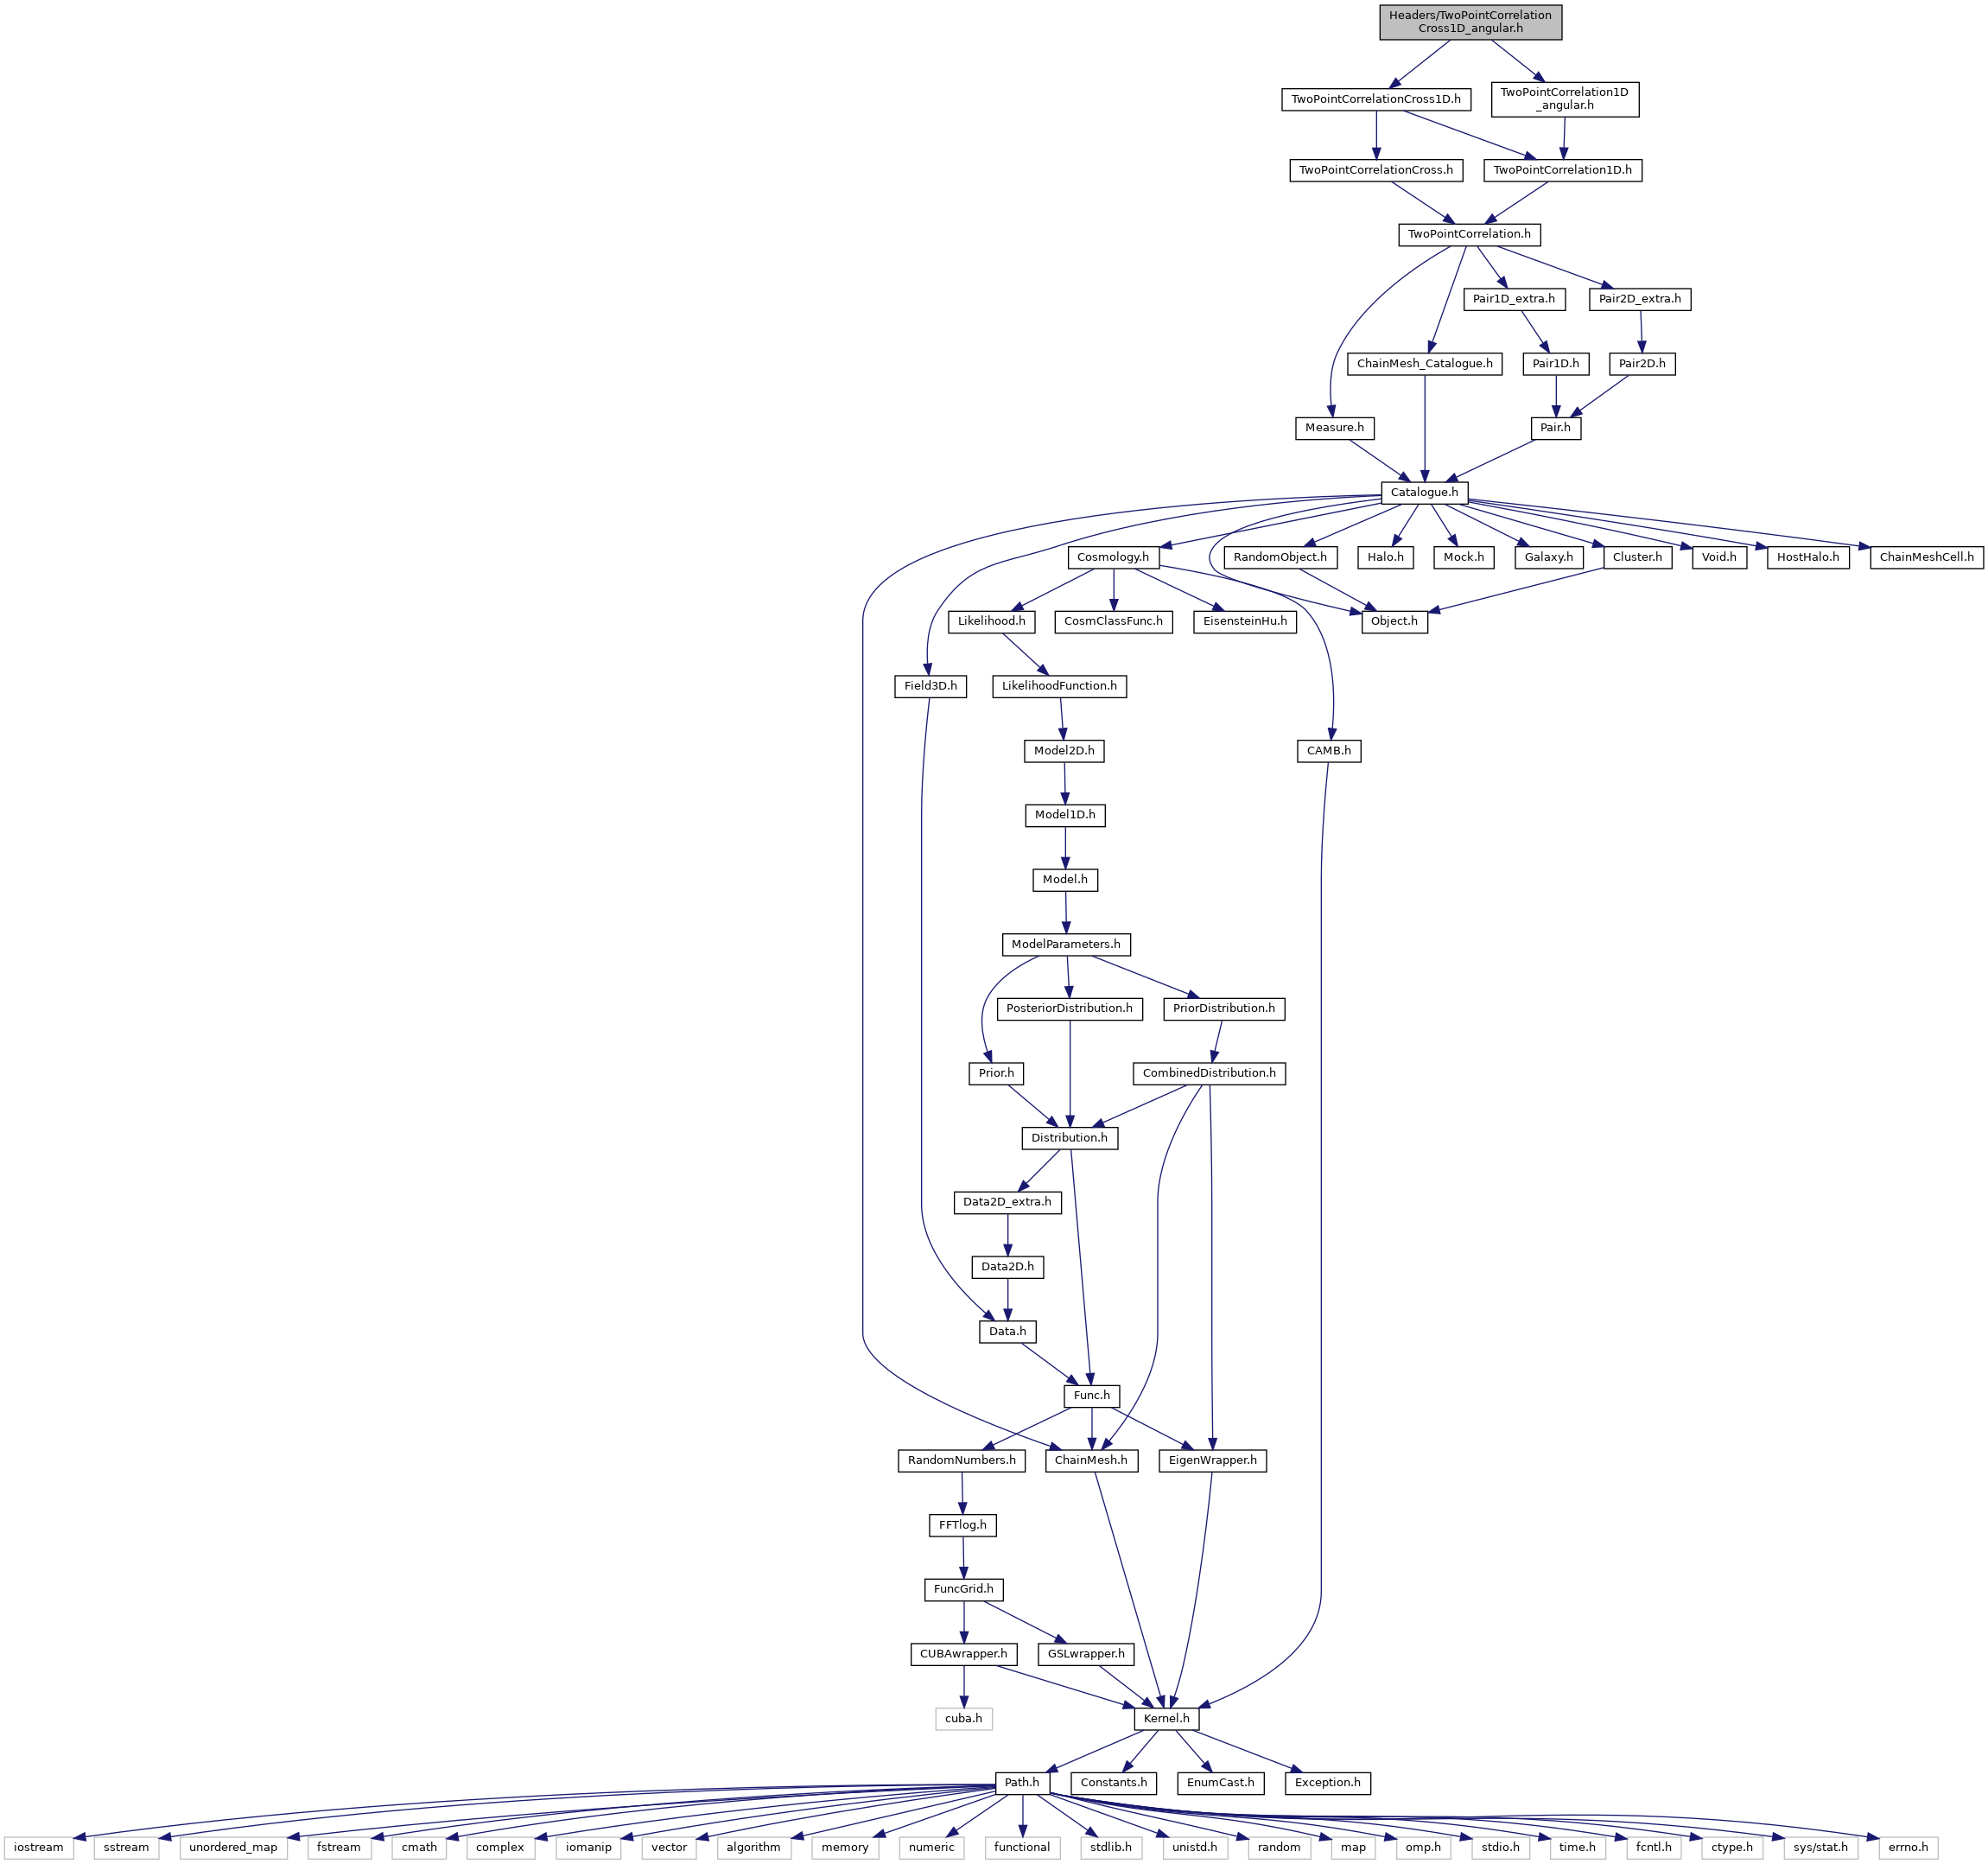 Headers/TwoPointCorrelation
Cross1D_angular.h
TwoPointCorrelationCross1D.h
TwoPointCorrelation1D
_angular.h
TwoPointCorrelationCross.h
TwoPointCorrelation1D.h
TwoPointCorrelation.h
Pair1D_extra.h
Pair2D_extra.h
ChainMesh_Catalogue.h
Pair1D.h
Pair2D.h
Measure.h
Pair.h
Catalogue.h
Cosmology.h
RandomObject.h
Halo.h
Mock.h
Galaxy.h
Cluster.h
Void.h
HostHalo.h
ChainMeshCell.h
Likelihood.h
CosmClassFunc.h
EisensteinHu.h
Object.h
Field3D.h
LikelihoodFunction.h
Model2D.h
CAMB.h
Model1D.h
Model.h
ModelParameters.h
PosteriorDistribution.h
PriorDistribution.h
Prior.h
CombinedDistribution.h
Distribution.h
Data2D_extra.h
Data2D.h
Data.h
Func.h
RandomNumbers.h
ChainMesh.h
EigenWrapper.h
FFTlog.h
FuncGrid.h
CUBAwrapper.h
GSLwrapper.h
cuba.h
Kernel.h
Path.h
Constants.h
EnumCast.h
Exception.h
iostream
sstream
unordered_map
fstream
cmath
complex
iomanip
vector
algorithm
memory
numeric
functional
stdlib.h
unistd.h
random
map
omp.h
stdio.h
time.h
fcntl.h
ctype.h
sys/stat.h
errno.h